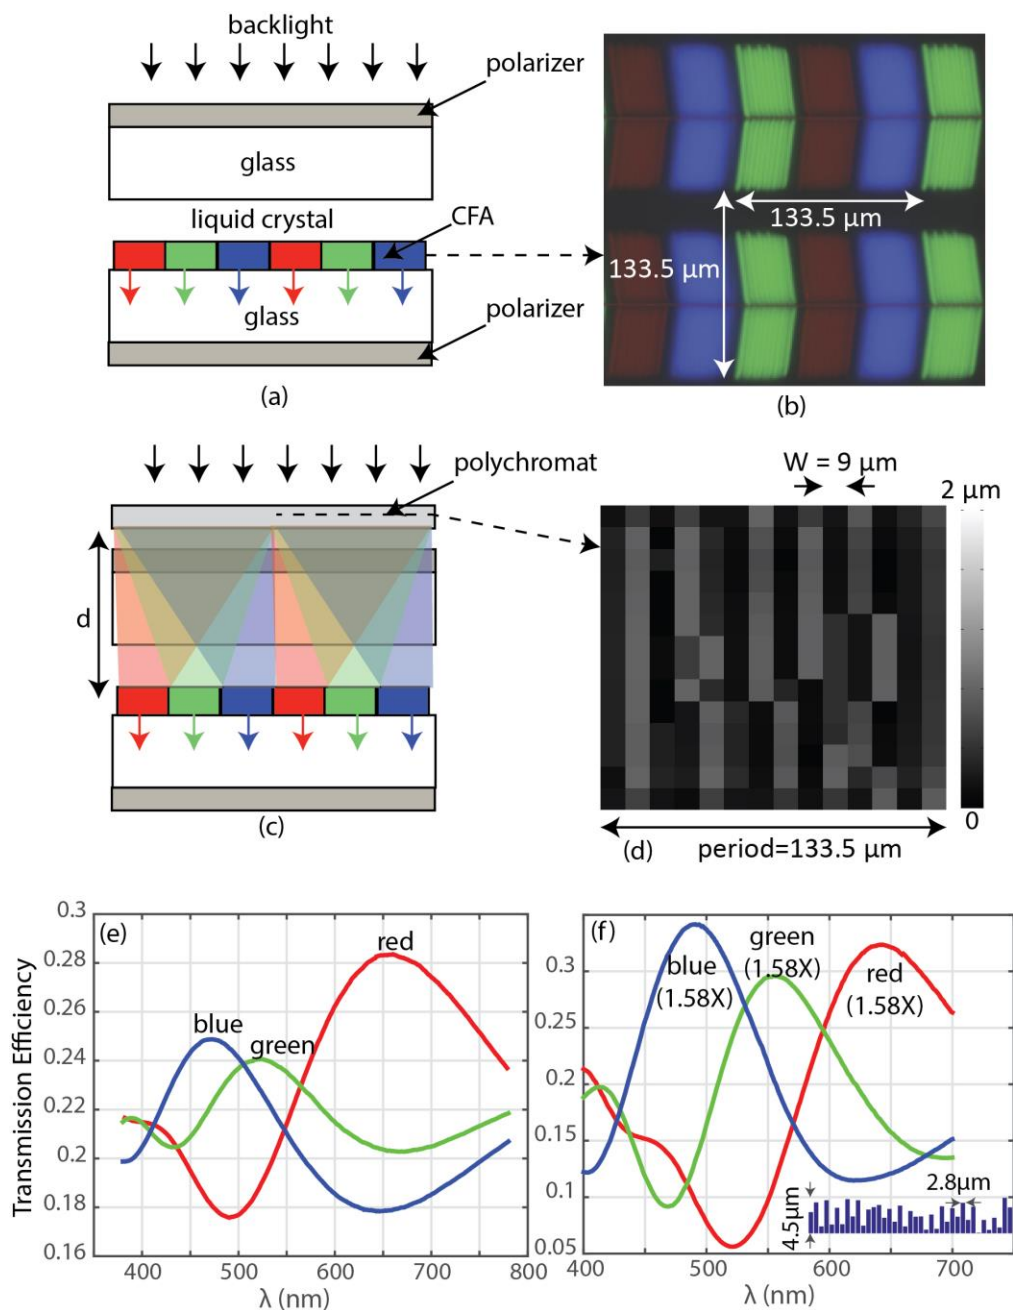 backlight
polarizer
glass
liquid crystal
CFA
glass
polarizer
(a)
133.5 μm
133.5 μm
(b)
polychromat
d
(c)
W = 9 μm
2 μm
0
(d)
period=133.5 μm
(e)
red
blue
green
Transmission Efficiency
0.3
0.28
0.26
0.24
0.22
0.2
0.18
0.16
400 500 600 700 800
λ (nm)
(f)
green
(1.58X)
blue
(1.58X)
red
(1.58X)
0.3
0.25
0.2
0.15
0.1
0.05
4.5μm
2.8μm
400 500 600 700
λ (nm)